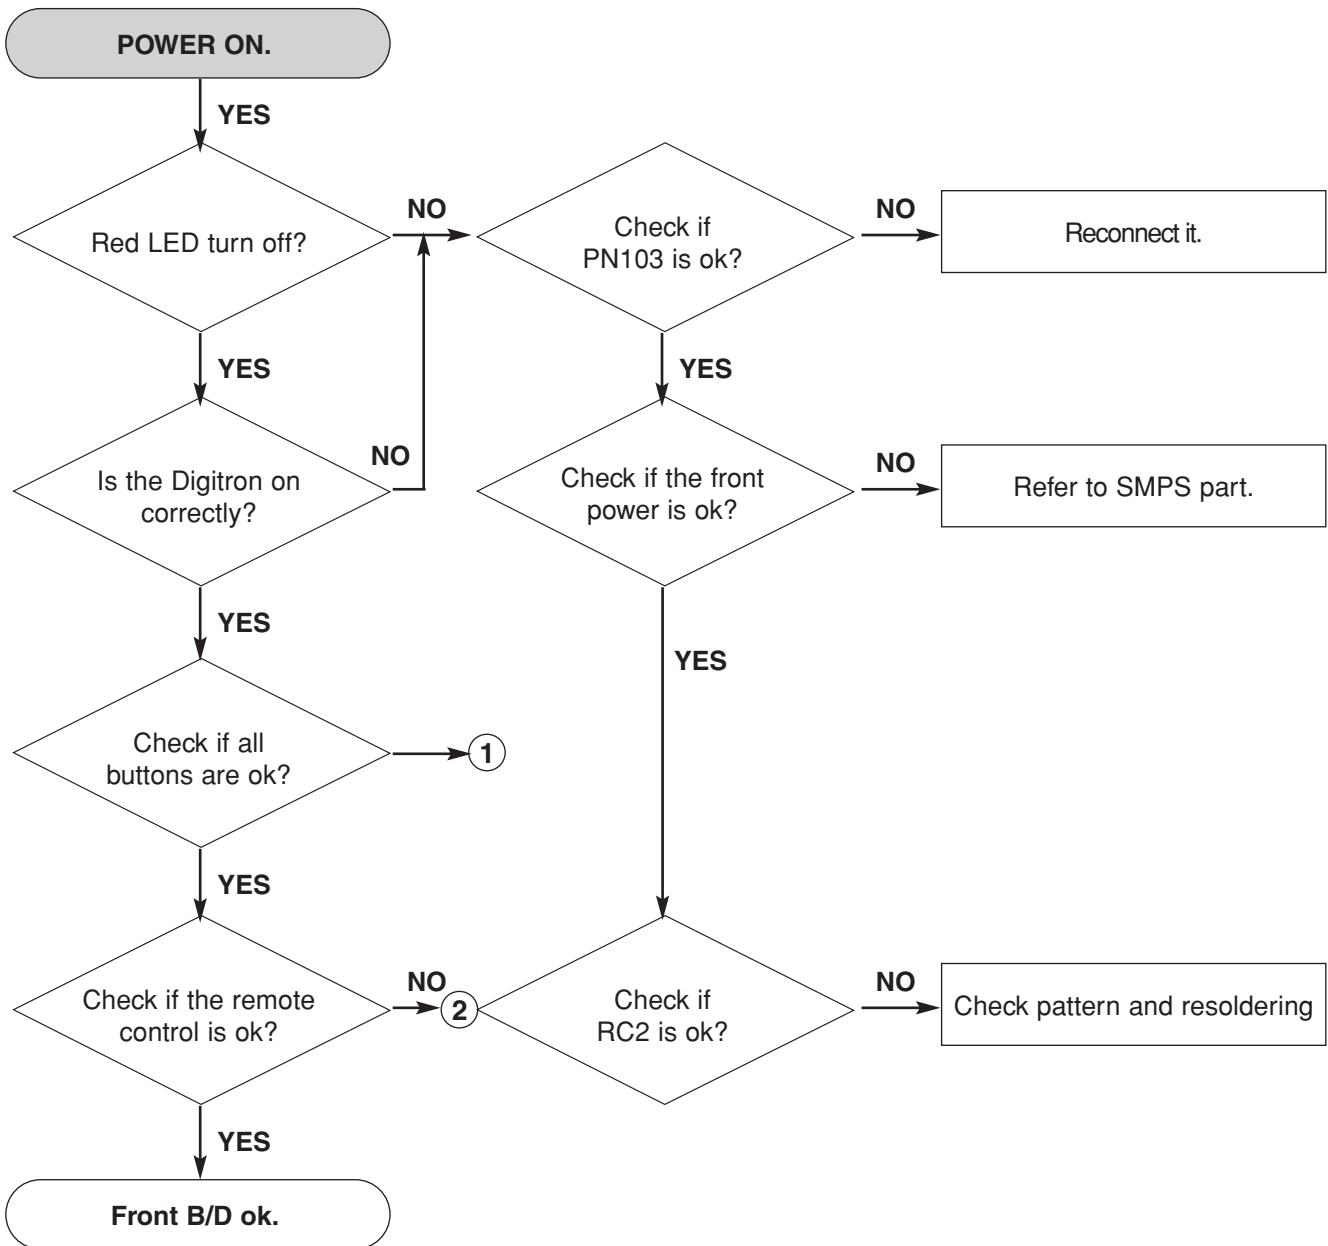 POWER ON.
YES
Red LED turn off?
NO
Check if
PN103 is ok?
NO
Reconnect it.
YES
YES
Is the Digitron on
correctly?
NO
Check if the front
power is ok?
NO
Refer to SMPS part.
YES
YES
Check if all
buttons are ok?
1
YES
Check if the remote
control is ok?
NO
2
Check if
RC2 is ok?
NO
Check pattern and resoldering
YES
Front B/D ok.